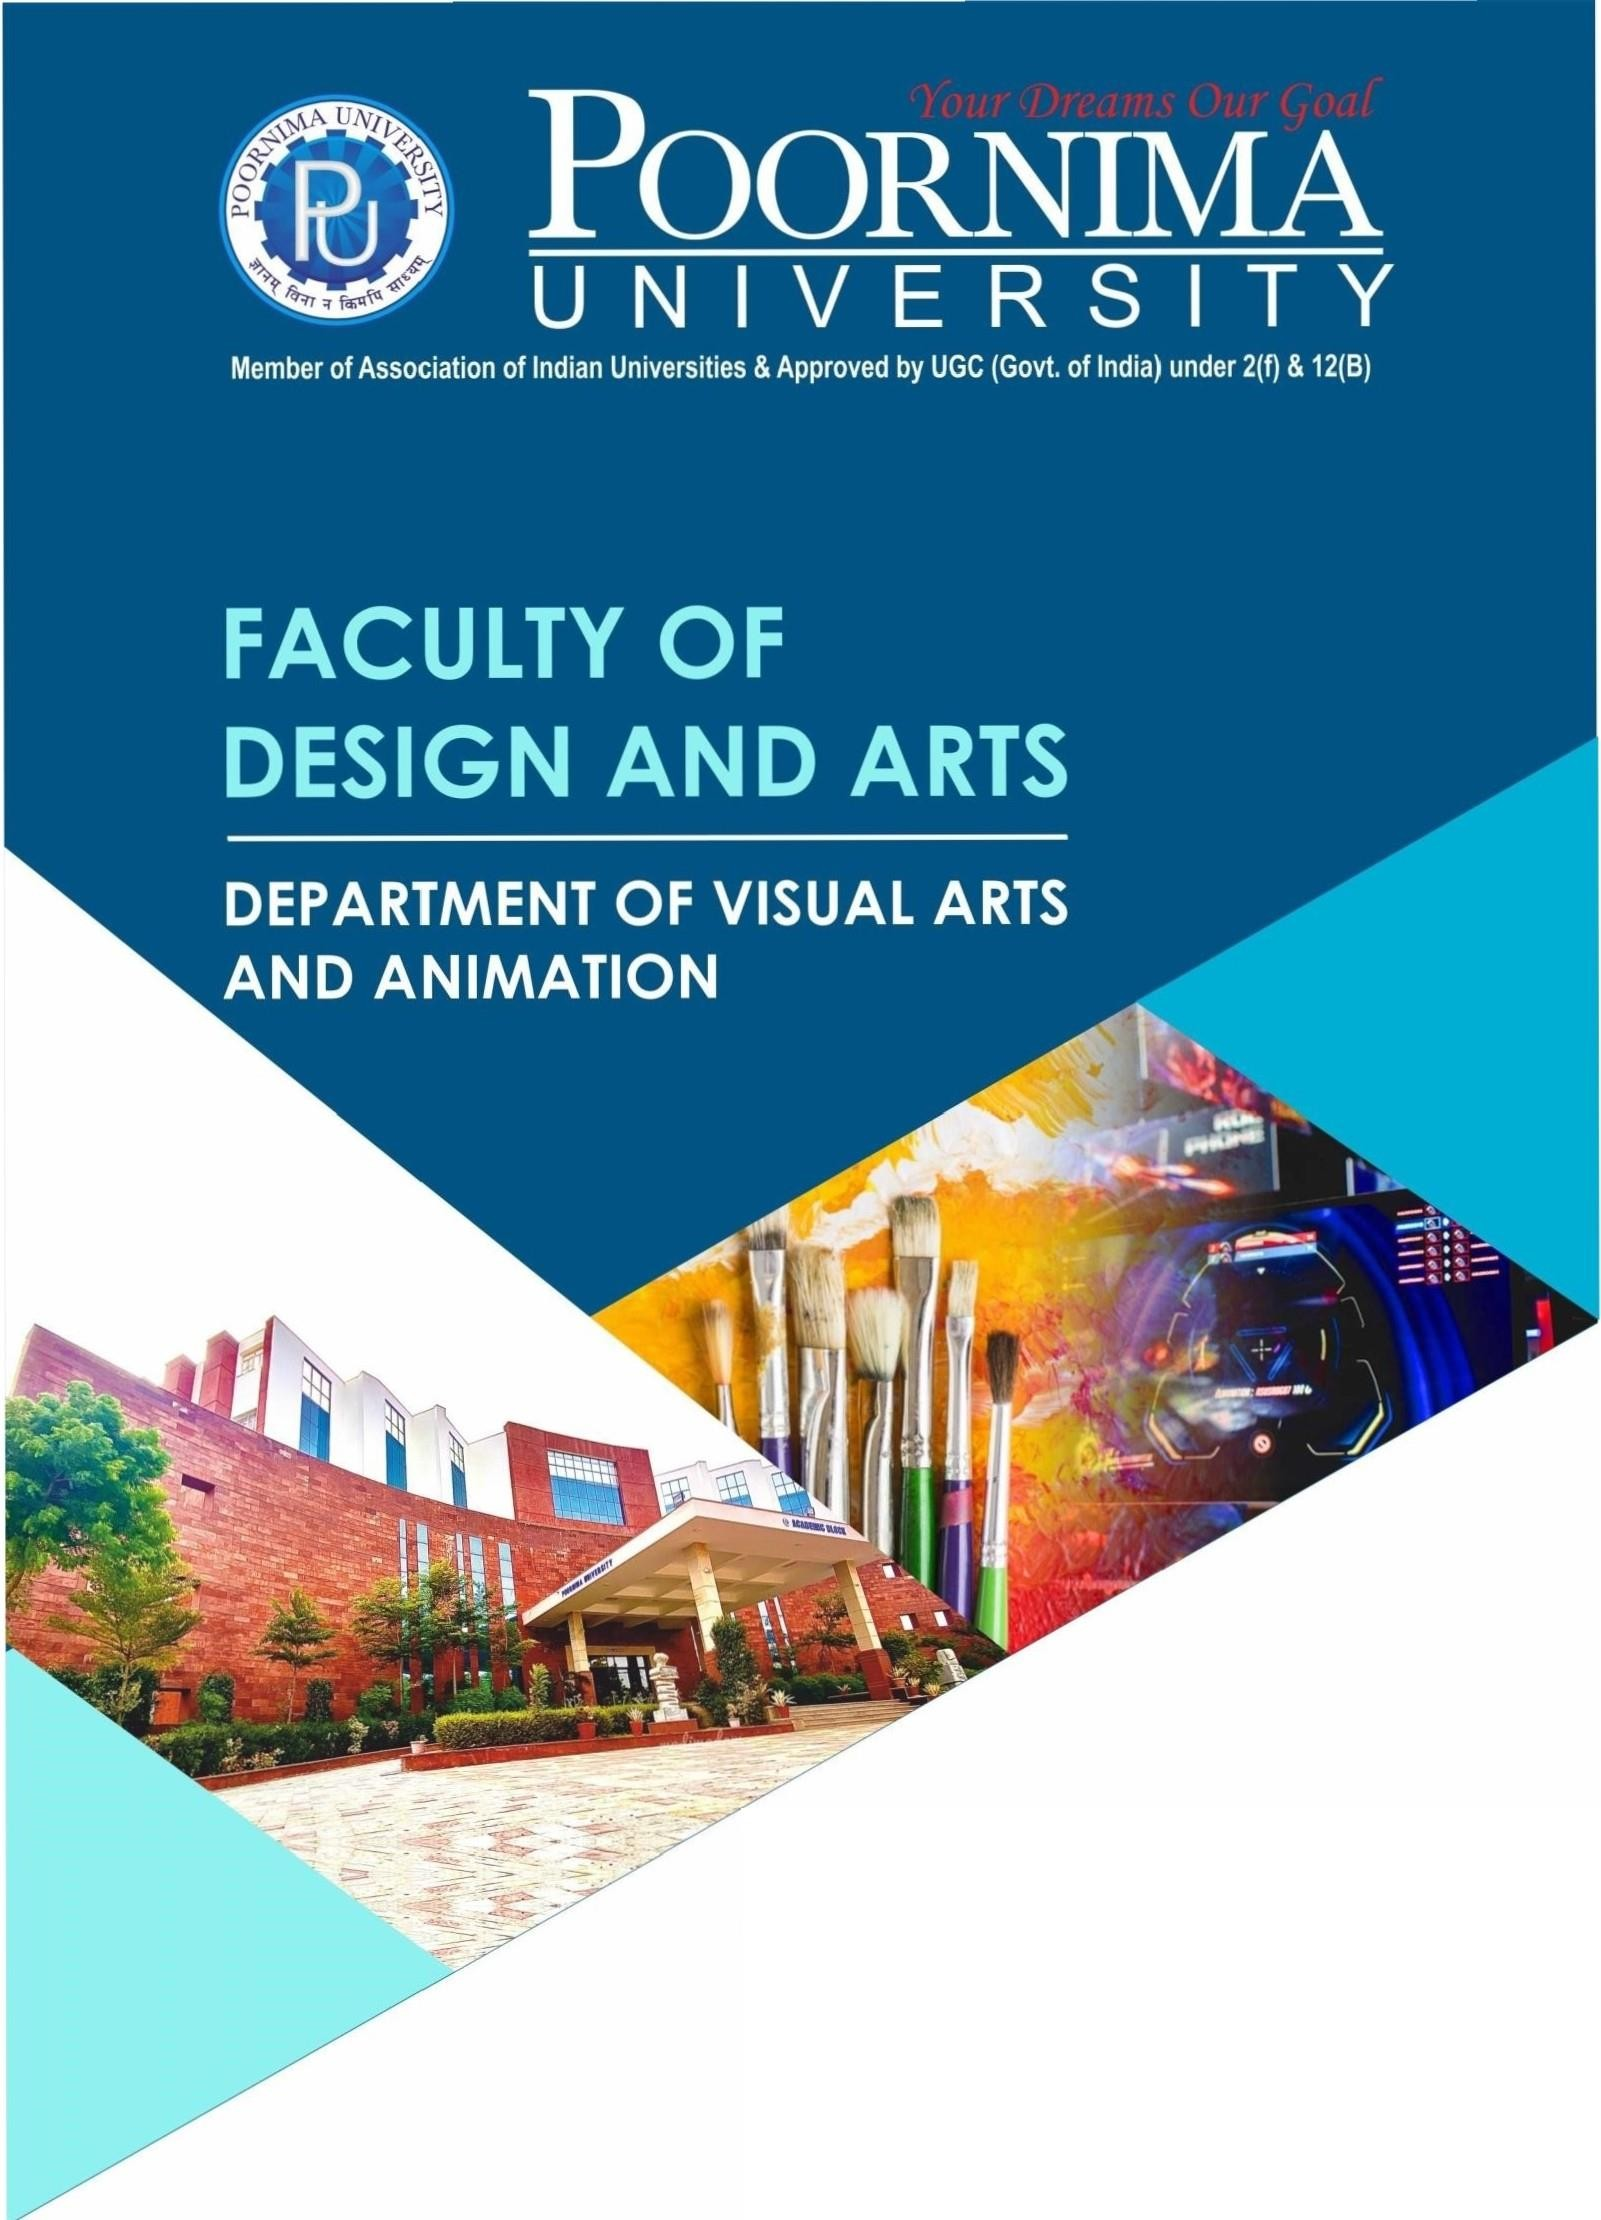 Your Dreams Our Goal
POORNIMA UNIVERSITY
PU
ज्ञानम् विना न किमपि साध्यम्
POORNIMA
UNIVERSITY
Member of Association of Indian Universities & Approved by UGC (Govt. of India) under 2(f) & 12(B)
FACULTY OF
DESIGN AND ARTS
DEPARTMENT OF VISUAL ARTS
AND ANIMATION
PHONE
ACADEMIC BLOCK
POORNIMA UNIVERSITY